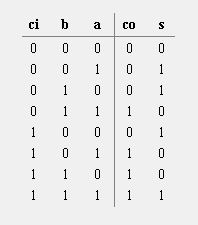 ci b a co s
0 0 0 0 0
0 0 1 0 1
0 1 0 0 1
0 1 1 1 0
1 0 0 0 1
1 0 1 1 0
1 1 0 1 0
1 1 1 1 1